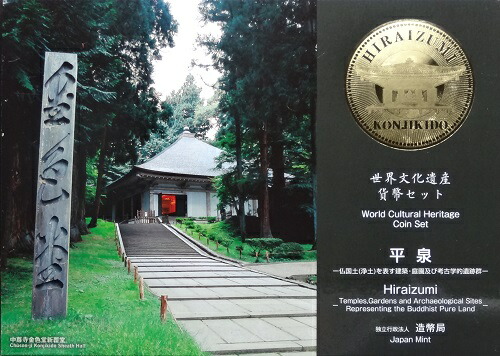 金色堂
中尊寺金色堂新覆堂
Chuson-ji Konjikido Sheath Hall
HIRAIZUMI
KONJIKIDO
世界文化遺産
貨幣セット
World Cultural Heritage
Coin Set
平泉
―仏国土(浄土)を表す建築・庭園及び考古学的遺跡群―
Hiraizumi
―Temples,Gardens and Archaeological Sites
Representing the Buddhist Pure Land―
独立行政法人 造幣局
Japan Mint